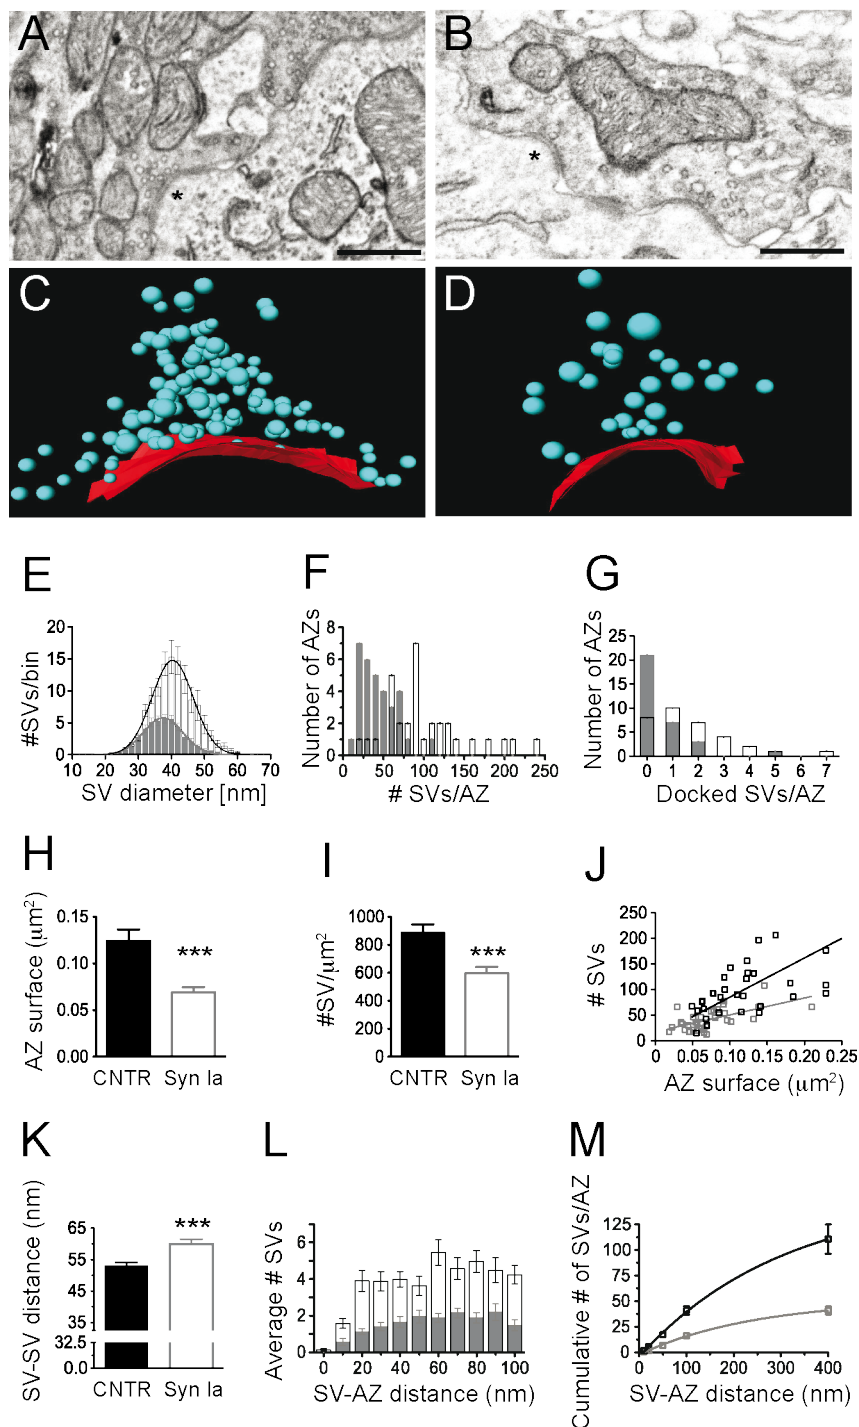 A
B
*
*
C
D
E
#SVs/bin
20
15
10
5
0
10 20 30 40 50 60 70
SV diameter [nm]
F
Number of AZs
8
6
4
2
0
0 25 50 75 100 125 150 200 250
# SVs/AZ
G
Number of AZs
25
20
15
10
5
0
0 1 2 3 4 5 6 7
Docked SVs/AZ
H
AZ surface (μm²)
0.15
0.10
0.05
0.00
***
CNTR Syn Ia
I
#SV/μm²
1000
800
600
400
200
0
***
CNTR Syn Ia
J
# SVs
250
200
150
100
50
0
0 0.05 0.10 0.15 0.20 0.25
AZ surface (μm²)
K
SV-SV distance (nm)
65
55
45
35
32.5
0.0
***
CNTR Syn Ia
L
Average # SVs
6
4
2
0
0 20 40 60 80 100
SV-AZ distance (nm)
M
Cumulative # of SVs/AZ
125
100
75
50
25
0
0 100 200 300 400
SV-AZ distance (nm)